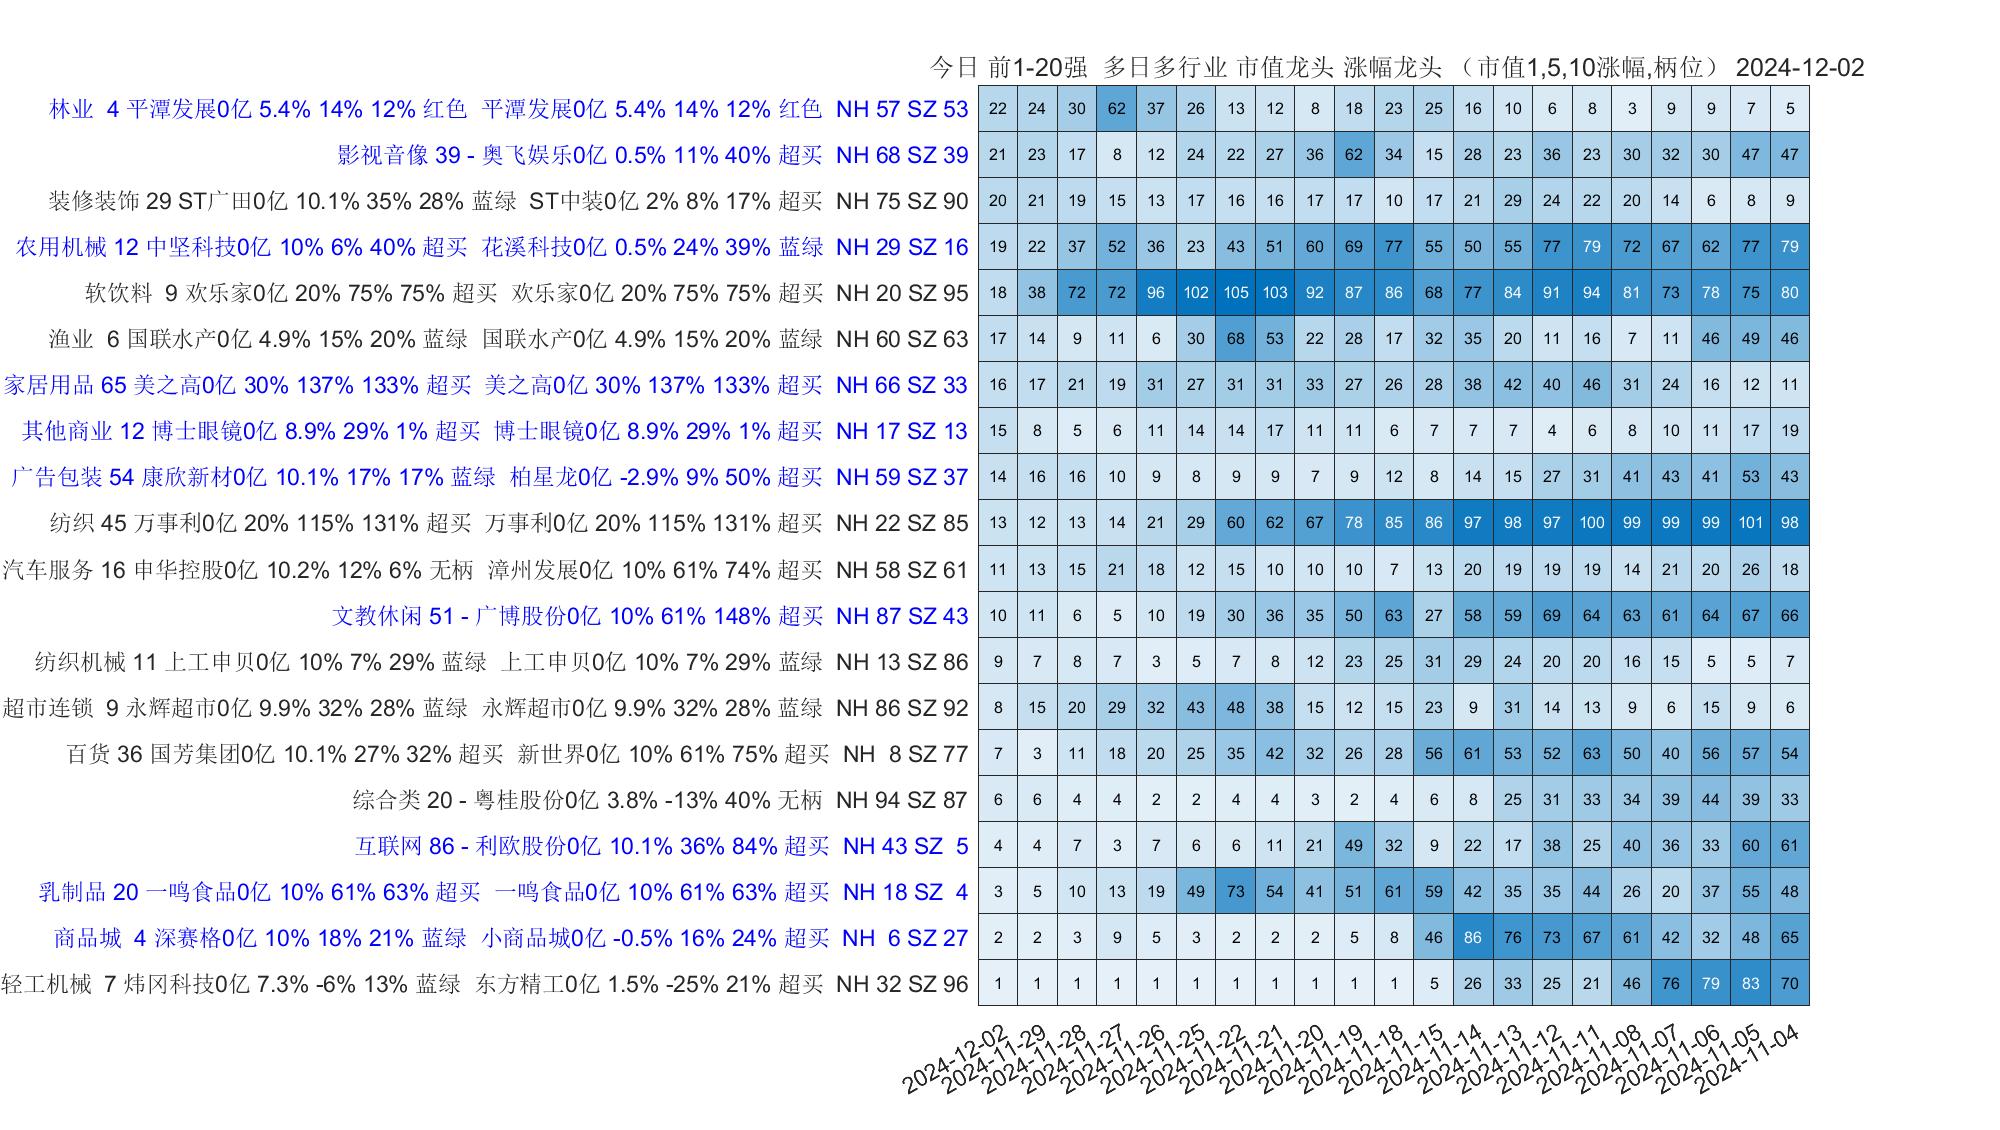 今日 前1-20强 多日多行业 市值龙头 涨幅龙头 （市值1,5,10涨幅,柄位） 2024-12-02
林业 4 平潭发展0亿 5.4% 14% 12% 红色 平潭发展0亿 5.4% 14% 12% 红色 NH 57 SZ 53 22 24 30 62 37 26 13 12 8 18 23 25 16 10 6 8 3 9 9 7 5
影视音像 39 - 奥飞娱乐0亿 0.5% 11% 40% 超买 NH 68 SZ 39 21 23 17 8 12 24 22 27 36 62 34 15 28 23 36 23 30 32 30 47 47
装修装饰 29 ST广田0亿 10.1% 35% 28% 蓝绿 ST中装0亿 2% 8% 17% 超买 NH 75 SZ 90 20 21 19 15 13 17 16 16 17 17 10 17 21 29 24 22 20 14 6 8 9
农用机械 12 中坚科技0亿 10% 6% 40% 超买 花溪科技0亿 0.5% 24% 39% 蓝绿 NH 29 SZ 16 19 22 37 52 36 23 43 51 60 69 77 55 50 55 77 79 72 67 62 77 79
软饮料 9 欢乐家0亿 20% 75% 75% 超买 欢乐家0亿 20% 75% 75% 超买 NH 20 SZ 95 18 38 72 72 96 102 105 103 92 87 86 68 77 84 91 94 81 73 78 75 80
渔业 6 国联水产0亿 4.9% 15% 20% 蓝绿 国联水产0亿 4.9% 15% 20% 蓝绿 NH 60 SZ 63 17 14 9 11 6 30 68 53 22 28 17 32 35 20 11 16 7 11 46 49 46
家居用品 65 美之高0亿 30% 137% 133% 超买 美之高0亿 30% 137% 133% 超买 NH 66 SZ 33 16 17 21 19 31 27 31 31 33 27 26 28 38 42 40 46 31 24 16 12 11
其他商业 12 博士眼镜0亿 8.9% 29% 1% 超买 博士眼镜0亿 8.9% 29% 1% 超买 NH 17 SZ 13 15 8 5 6 11 14 14 17 11 11 6 7 7 7 4 6 8 10 11 17 19
广告包装 54 康欣新材0亿 10.1% 17% 17% 蓝绿 柏星龙0亿 -2.9% 9% 50% 超买 NH 59 SZ 37 14 16 16 10 9 8 9 9 7 9 12 8 14 15 27 31 41 43 41 53 43
纺织 45 万事利0亿 20% 115% 131% 超买 万事利0亿 20% 115% 131% 超买 NH 22 SZ 85 13 12 13 14 21 29 60 62 67 78 85 86 97 98 97 100 99 99 99 101 98
汽车服务 16 申华控股0亿 10.2% 12% 6% 无柄 漳州发展0亿 10% 61% 74% 超买 NH 58 SZ 61 11 13 15 21 18 12 15 10 10 10 7 13 20 19 19 19 14 21 20 26 18
文教休闲 51 - 广博股份0亿 10% 61% 148% 超买 NH 87 SZ 43 10 11 6 5 10 19 30 36 35 50 63 27 58 59 69 64 63 61 64 67 66
纺织机械 11 上工申贝0亿 10% 7% 29% 蓝绿 上工申贝0亿 10% 7% 29% 蓝绿 NH 13 SZ 86 9 7 8 7 3 5 7 8 12 23 25 31 29 24 20 20 16 15 5 5 7
超市连锁 9 永辉超市0亿 9.9% 32% 28% 蓝绿 永辉超市0亿 9.9% 32% 28% 蓝绿 NH 86 SZ 92 8 15 20 29 32 43 48 38 15 12 15 23 9 31 14 13 9 6 15 9 6
百货 36 国芳集团0亿 10.1% 27% 32% 超买 新世界0亿 10% 61% 75% 超买 NH 8 SZ 77 7 3 11 18 20 25 35 42 32 26 28 56 61 53 52 63 50 40 56 57 54
综合类 20 - 粤桂股份0亿 3.8% -13% 40% 无柄 NH 94 SZ 87 6 6 4 4 2 2 4 4 3 2 4 6 8 25 31 33 34 39 44 39 33
互联网 86 - 利欧股份0亿 10.1% 36% 84% 超买 NH 43 SZ 5 4 4 7 3 7 6 6 11 21 49 32 9 22 17 38 25 40 36 33 60 61
乳制品 20 一鸣食品0亿 10% 61% 63% 超买 一鸣食品0亿 10% 61% 63% 超买 NH 18 SZ 4 3 5 10 13 19 49 73 54 41 51 61 59 42 35 35 44 26 20 37 55 48
商品城 4 深赛格0亿 10% 18% 21% 蓝绿 小商品城0亿 -0.5% 16% 24% 超买 NH 6 SZ 27 2 2 3 9 5 3 2 2 2 5 8 46 86 76 73 67 61 42 32 48 65
轻工机械 7 炜冈科技0亿 7.3% -6% 13% 蓝绿 东方精工0亿 1.5% -25% 21% 超买 NH 32 SZ 96 1 1 1 1 1 1 1 1 1 1 1 5 26 33 25 21 46 76 79 83 70
2024-12-02 2024-11-29 2024-11-28 2024-11-27 2024-11-26 2024-11-25 2024-11-22 2024-11-21 2024-11-20 2024-11-19 2024-11-18 2024-11-15 2024-11-14 2024-11-13 2024-11-12 2024-11-11 2024-11-08 2024-11-07 2024-11-06 2024-11-05 2024-11-04